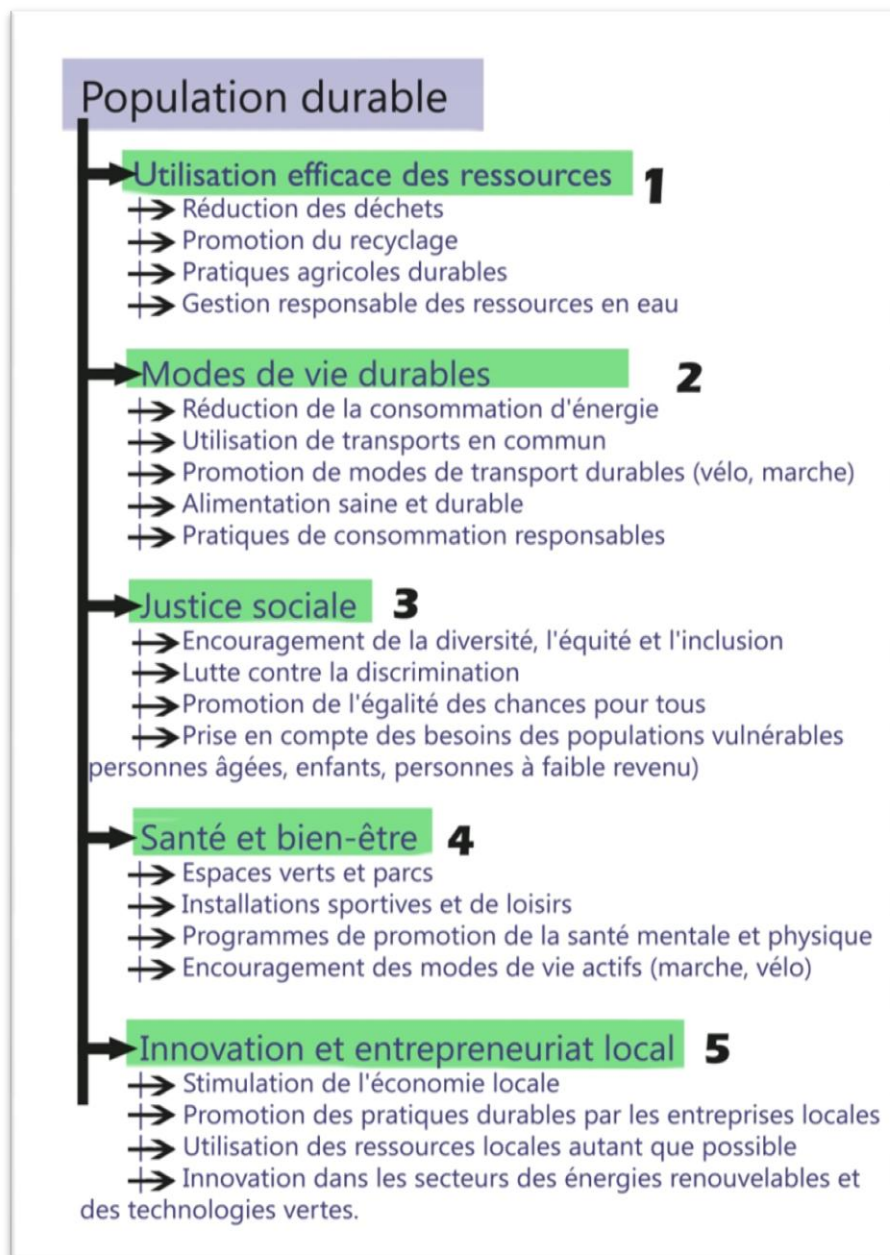 Population durable
Utilisation efficace des ressources 1
Réduction des déchets
Promotion du recyclage
Pratiques agricoles durables
Gestion responsable des ressources en eau
Modes de vie durables 2
Réduction de la consommation d'énergie
Utilisation de transports en commun
Promotion de modes de transport durables (vélo, marche)
Alimentation saine et durable
Pratiques de consommation responsables
Justice sociale 3
Encouragement de la diversité, l'équité et l'inclusion
Lutte contre la discrimination
Promotion de l'égalité des chances pour tous
Prise en compte des besoins des populations vulnérables
personnes âgées, enfants, personnes à faible revenu)
Santé et bien-être 4
Espaces verts et parcs
Installations sportives et de loisirs
Programmes de promotion de la santé mentale et physique
Encouragement des modes de vie actifs (marche, vélo)
Innovation et entrepreneuriat local 5
Stimulation de l'économie locale
Promotion des pratiques durables par les entreprises locales
Utilisation des ressources locales autant que possible
Innovation dans les secteurs des énergies renouvelables et
des technologies vertes.